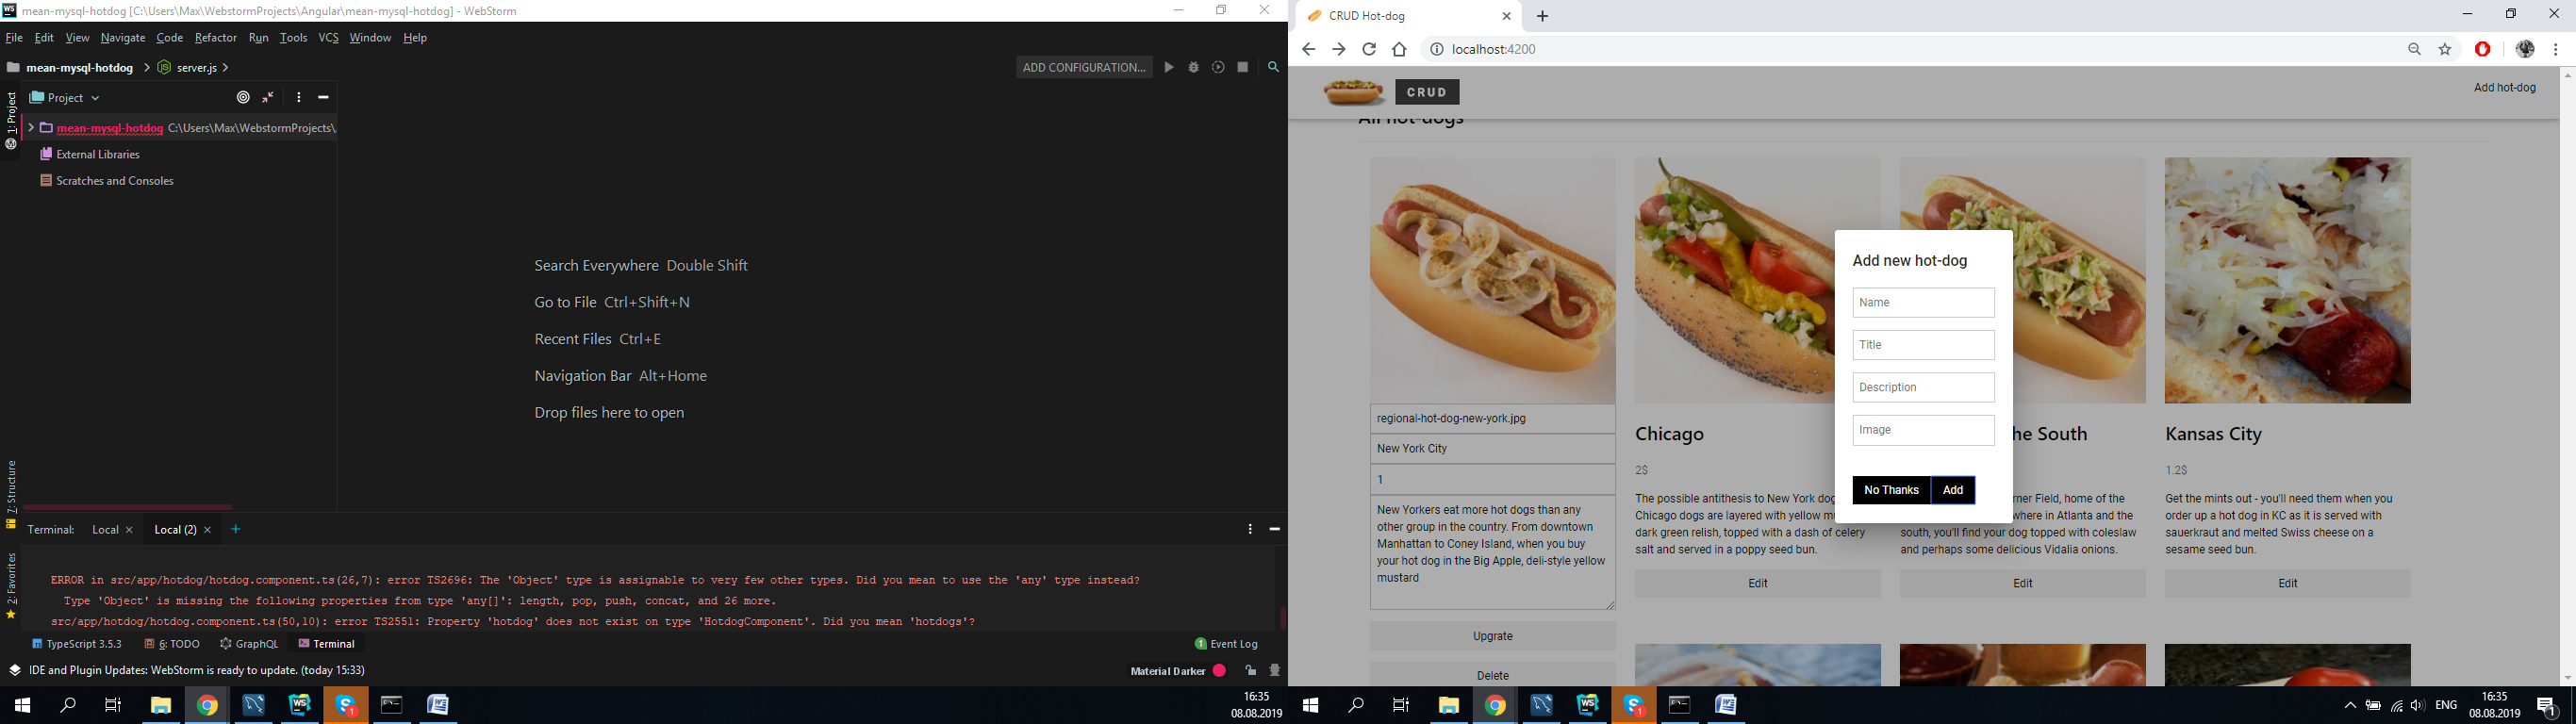 mean-mysql-hotdog [C:\Users\Max\WebstormProjects\Angular\mean-mysql-hotdog] - WebStorm
File Edit View Navigate Code Refactor Run Tools VCS Window Help
mean-mysql-hotdog server.js
ADD CONFIGURATION...
1: Project
Project
mean-mysql-hotdog C:\Users\Max\WebstormProjects\
External Libraries
Scratches and Consoles
Search Everywhere Double Shift
Go to File Ctrl+Shift+N
Recent Files Ctrl+E
Navigation Bar Alt+Home
Drop files here to open
7: Structure
2: Favorites
Terminal: Local Local (2)
ERROR in src/app/hotdog/hotdog.component.ts(26,7): error TS2696: The 'Object' type is assignable to very few other types. Did you mean to use the 'any' type instead?
Type 'Object' is missing the following properties from type 'any[]': length, pop, push, concat, and 26 more.
src/app/hotdog/hotdog.component.ts(50,10): error TS2551: Property 'hotdog' does not exist on type 'HotdogComponent'. Did you mean 'hotdogs'?
TypeScript 3.5.3 6: TODO GraphQL Terminal
1 Event Log
IDE and Plugin Updates: WebStorm is ready to update. (today 15:33)
Material Darker
16:35
08.08.2019
CRUD Hot-dog
localhost:4200
CRUD
Add hot-dog
All hot-dogs
regional-hot-dog-new-york.jpg
New York City
1
New Yorkers eat more hot dogs than any
other group in the country. From downtown
Manhattan to Coney Island, when you buy
your hot dog in the Big Apple, deli-style yellow
mustard
Upgrate
Delete
Chicago
2$
The possible antithesis to New York dog
Chicago dogs are layered with yellow mu
dark green relish, topped with a dash of celery
salt and served in a poppy seed bun.
Edit
Add new hot-dog
Name
Title
Description
Image
No Thanks Add
he South
rner Field, home of the
where in Atlanta and the
south, you'll find your dog topped with coleslaw
and perhaps some delicious Vidalia onions.
Edit
Kansas City
1.2$
Get the mints out - you'll need them when you
order up a hot dog in KC as it is served with
sauerkraut and melted Swiss cheese on a
sesame seed bun.
Edit
ENG
16:35
08.08.2019
1